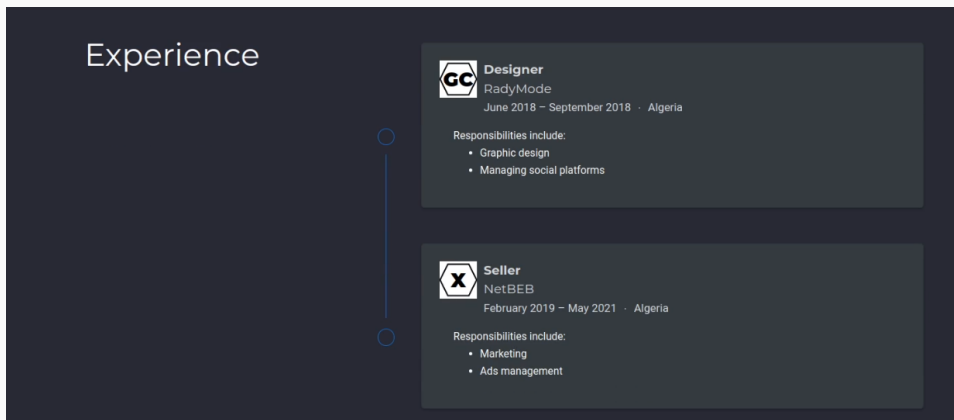 Experience
GC
Designer
RadyMode
June 2018 – September 2018 · Algeria
Responsibilities include:
• Graphic design
• Managing social platforms
X
Seller
NetBEB
February 2019 – May 2021 · Algeria
Responsibilities include:
• Marketing
• Ads management